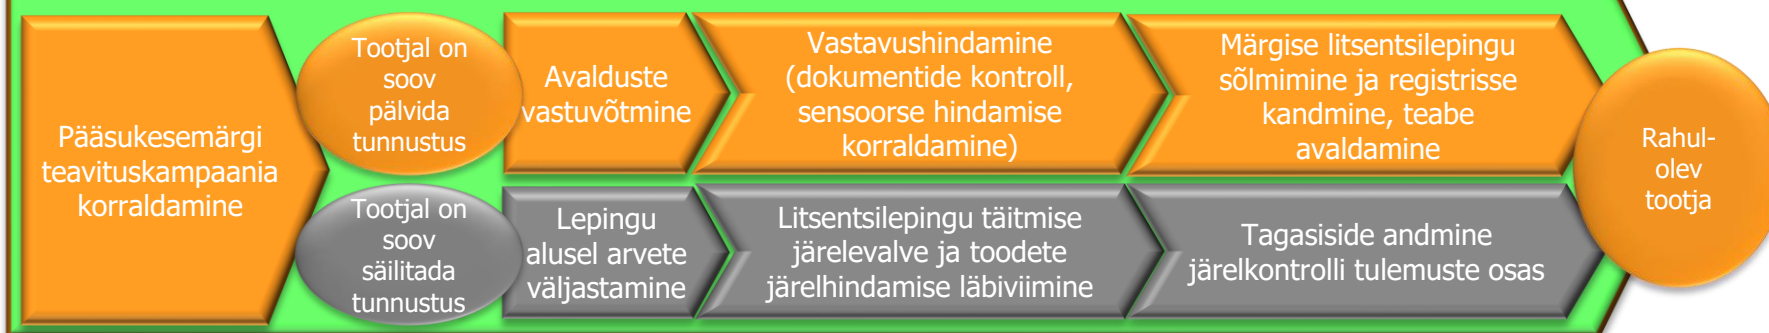 Pääsukesemärgi
teavituskampaania
korraldamine
Tootjal on
soov
pälvida
tunnustus
Avalduste
vastuvõtmine
Vastavushindamine
(dokumentide kontroll,
sensoorse hindamise
korraldamine)
Märgise litsentsilepingu
sõlmimine ja registrisse
kandmine, teabe
avaldamine
Tootjal on
soov
säilitada
tunnustus
Lepingu
alusel arvete
väljastamine
Litsentsilepingu täitmise
järelevalve ja toodete
järelhindamise läbiviimine
Tagasiside andmine
järelkontrolli tulemuste osas
Rahul-
olev
tootja